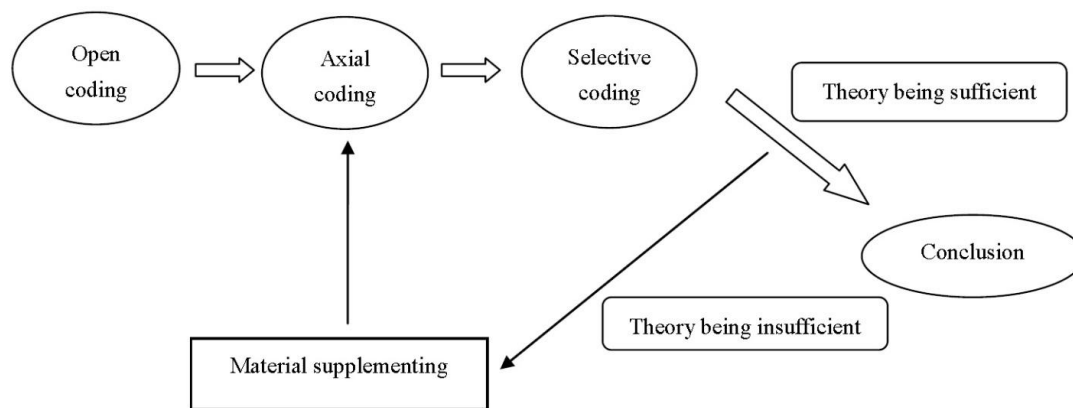 Open
coding
Axial
coding
Selective
coding
Theory being sufficient
Conclusion
Theory being insufficient
Material supplementing